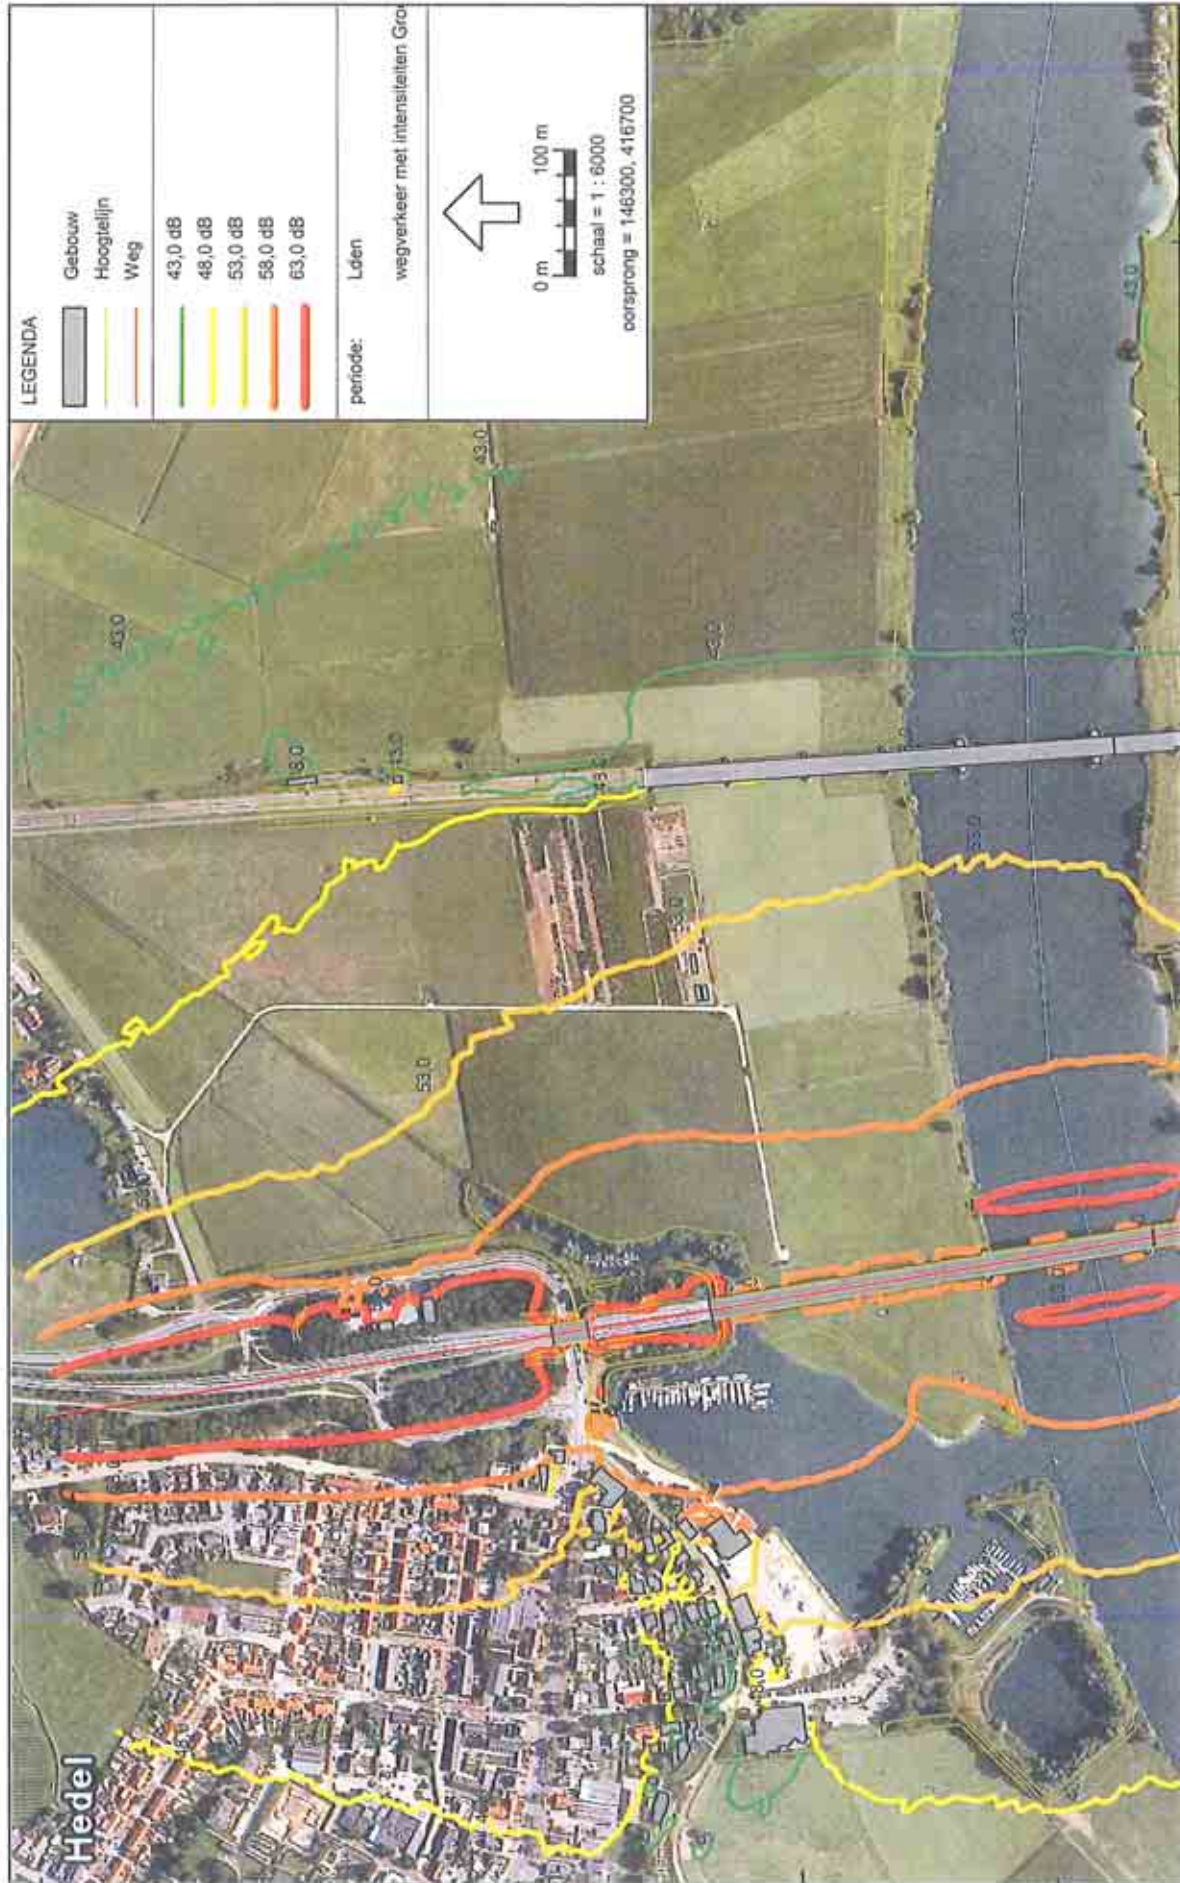 LEGENDA
Gebouw
Hoogtelijn
Weg
43,0 dB
48,0 dB
53,0 dB
58,0 dB
63,0 dB
periode: Lden
wegverkeer met intensiteiten Gro
0 m 100 m
schaal = 1 : 6000
oorsprong = 146300, 416700
Hedel
43.0
43.0
43.0
43.0
43.0
53.0
53.0